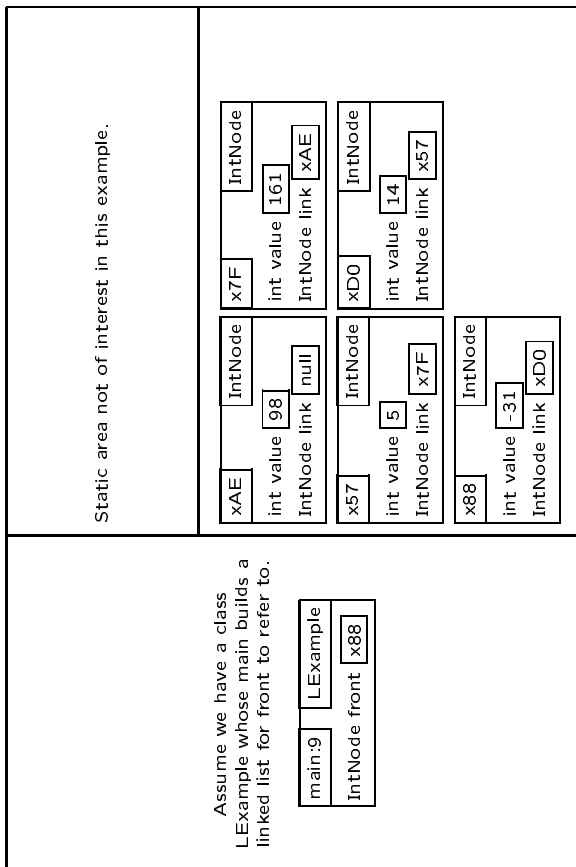 Static area not of interest in this example.
Assume we have a class
LExample whose main builds a
linked list for front to refer to.
main:9 LExample
IntNode front x88
xAE IntNode
int value 98
IntNode link null
x7F IntNode
int value 161
IntNode link xAE
x57 IntNode
int value 5
IntNode link x7F
xD0 IntNode
int value 14
IntNode link x57
x88 IntNode
int value -31
IntNode link xD0